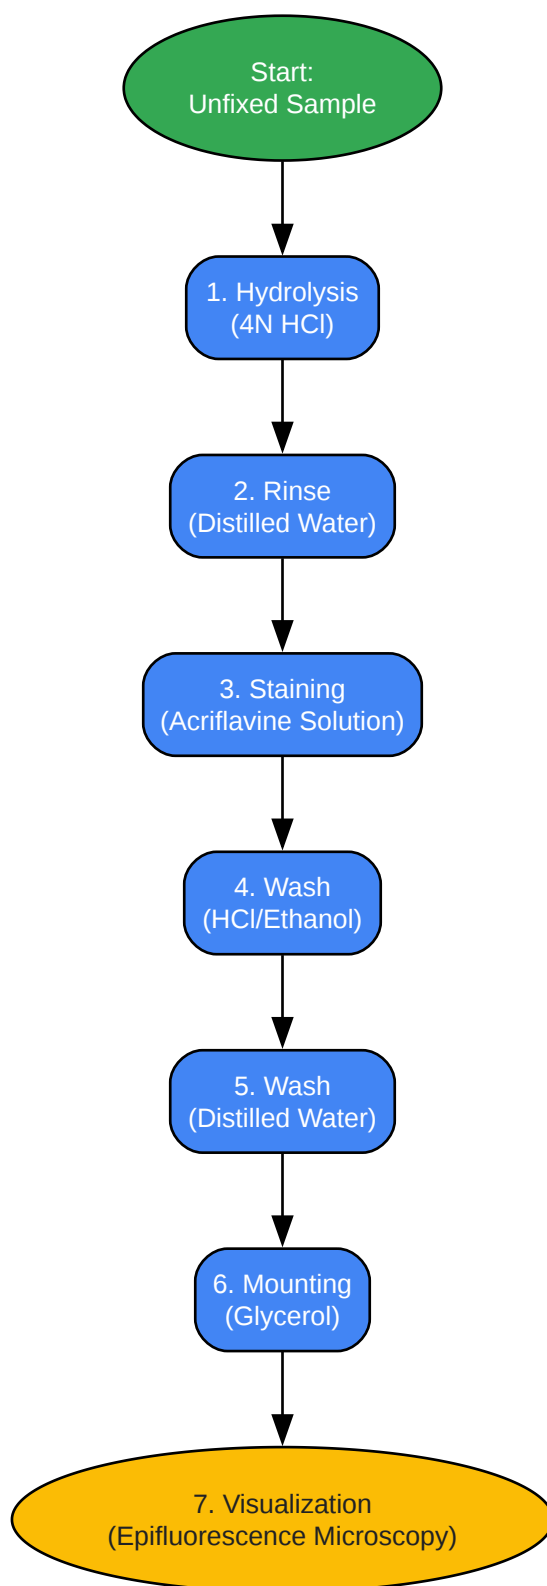 Start:
Unfixed Sample
1. Hydrolysis
(4N HCl)
2. Rinse
(Distilled Water)
3. Staining
(Acriflavine Solution)
4. Wash
(HCl/Ethanol)
5. Wash
(Distilled Water)
6. Mounting
(Glycerol)
7. Visualization
(Epifluorescence Microscopy)